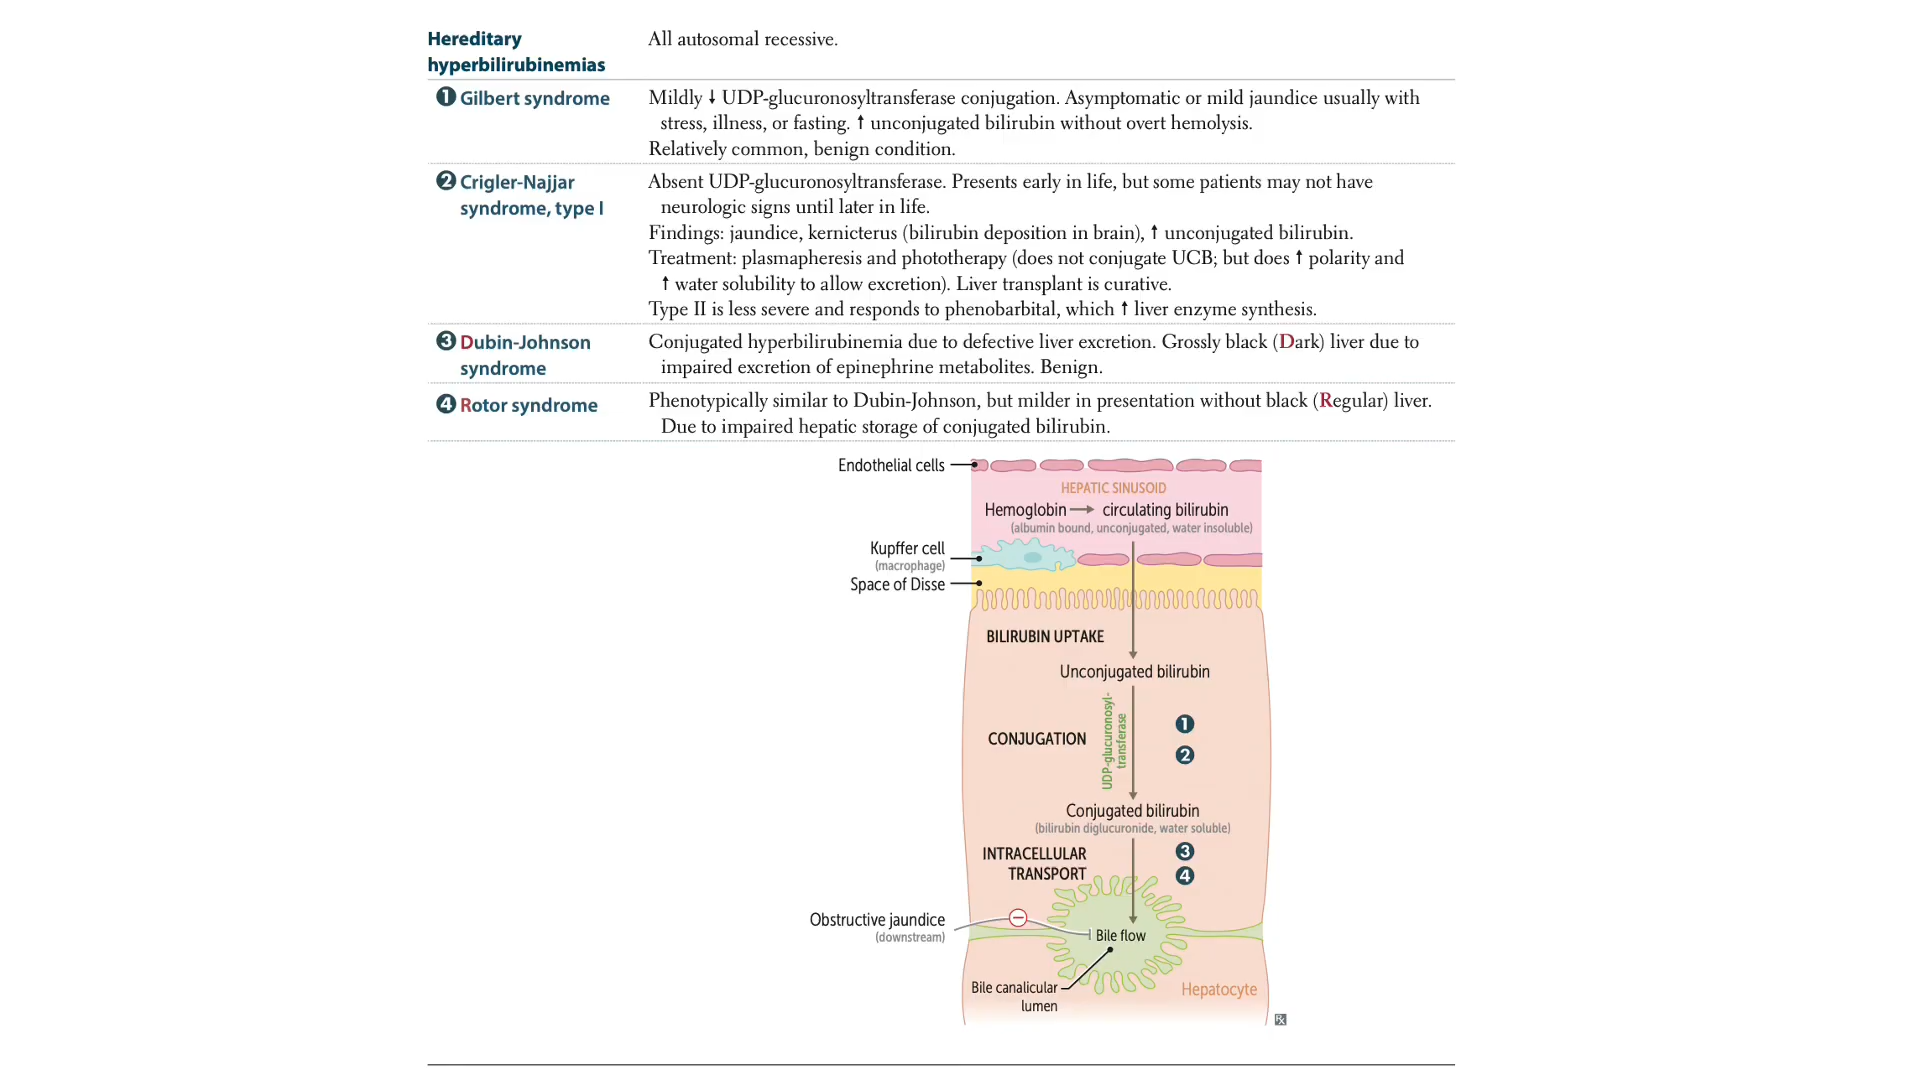 Hereditary
hyperbilirubinemias
All autosomal recessive.
❶ Gilbert syndrome
Mildly ↓ UDP-glucuronosyltransferase conjugation. Asymptomatic or mild jaundice usually with
stress, illness, or fasting. ↑ unconjugated bilirubin without overt hemolysis.
Relatively common, benign condition.
❷ Crigler-Najjar
syndrome, type I
Absent UDP-glucuronosyltransferase. Presents early in life, but some patients may not have
neurologic signs until later in life.
Findings: jaundice, kernicterus (bilirubin deposition in brain), ↑ unconjugated bilirubin.
Treatment: plasmapheresis and phototherapy (does not conjugate UCB; but does ↑ polarity and
↑ water solubility to allow excretion). Liver transplant is curative.
Type II is less severe and responds to phenobarbital, which ↑ liver enzyme synthesis.
❸ Dubin-Johnson
syndrome
Conjugated hyperbilirubinemia due to defective liver excretion. Grossly black (Dark) liver due to
impaired excretion of epinephrine metabolites. Benign.
❹ Rotor syndrome
Phenotypically similar to Dubin-Johnson, but milder in presentation without black (Regular) liver.
Due to impaired hepatic storage of conjugated bilirubin.
Endothelial cells
HEPATIC SINUSOID
Hemoglobin → circulating bilirubin
(albumin bound, unconjugated, water insoluble)
Kupffer cell
(macrophage)
Space of Disse
BILIRUBIN UPTAKE
Unconjugated bilirubin
UDP-glucuronosyl-
transferase
❶
CONJUGATION
❷
Conjugated bilirubin
(bilirubin diglucuronide, water soluble)
INTRACELLULAR
TRANSPORT
❸
❹
Obstructive jaundice
(downstream)
Bile flow
Bile canalicular
lumen
Hepatocyte
Rx